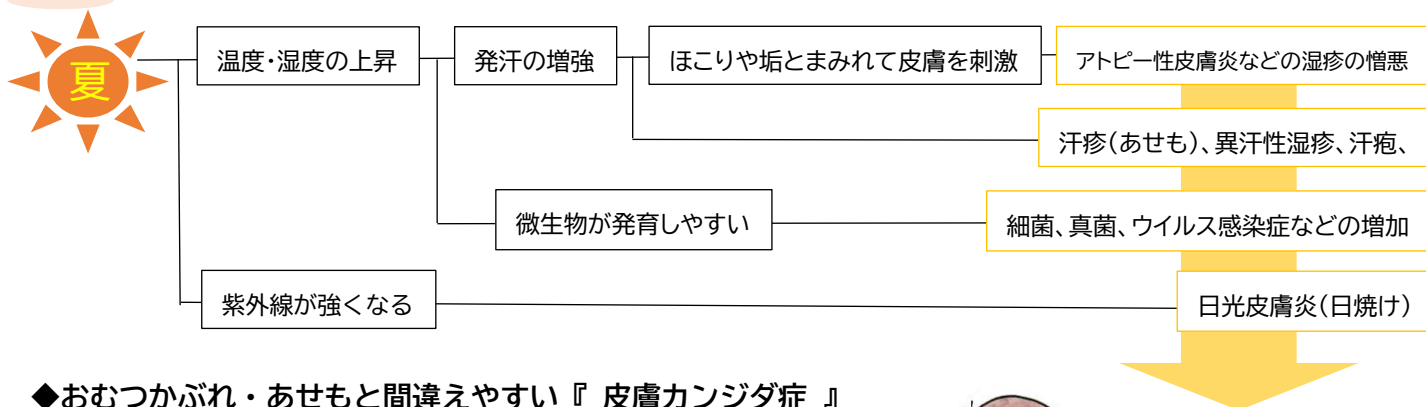 夏
温度・湿度の上昇
発汗の増強
ほこりや垢とまみれて皮膚を刺激
アトピー性皮膚炎などの湿疹の憎悪
汗疹(あせも)、異汗性湿疹、汗疱、
微生物が発育しやすい
細菌、真菌、ウイルス感染症などの増加
紫外線が強くなる
日光皮膚炎(日焼け)
◆おむつかぶれ・あせもと間違えやすい『 皮膚カンジダ症 』